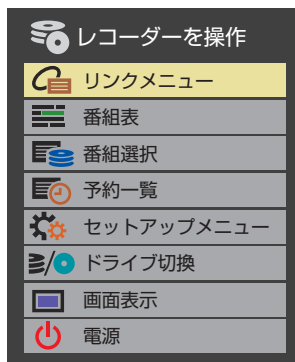 レコーダーを操作
リンクメニュー
番組表
番組選択
予約一覧
セットアップメニュー
ドライブ切換
画面表示
電源